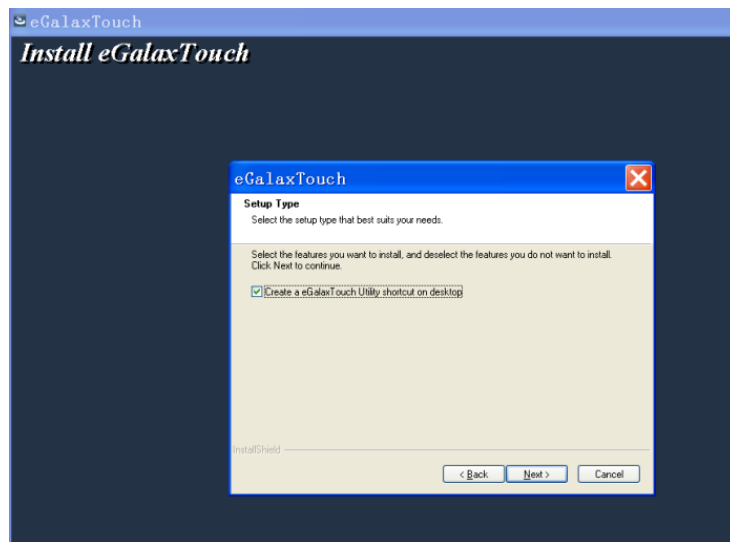 eGalaxTouch
Install eGalaxTouch
eGalaxTouch
Setup Type
Select the setup type that best suits your needs.
Select the features you want to install, and deselect the features you do not want to install.
Click Next to continue.
Create a eGalaxTouch Utility shortcut on desktop
InstallShield
< Back Next > Cancel